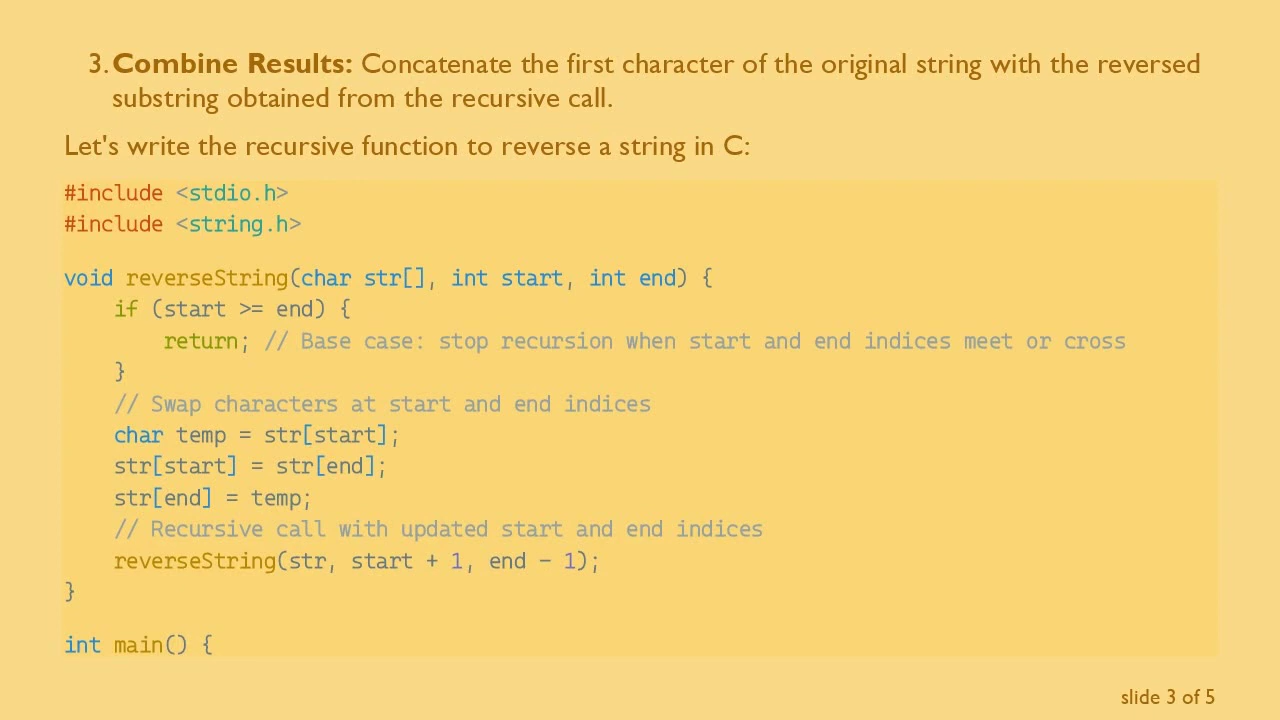 3. Combine Results: Concatenate the first character of the original string with the reversed
substring obtained from the recursive call.
Let's write the recursive function to reverse a string in C:
#include <stdio.h>
#include <string.h>
void reverseString(char str[], int start, int end) {
    if (start >= end) {
        return; // Base case: stop recursion when start and end indices meet or cross
    }
    // Swap characters at start and end indices
    char temp = str[start];
    str[start] = str[end];
    str[end] = temp;
    // Recursive call with updated start and end indices
    reverseString(str, start + 1, end - 1);
}
int main() {
slide 3 of 5